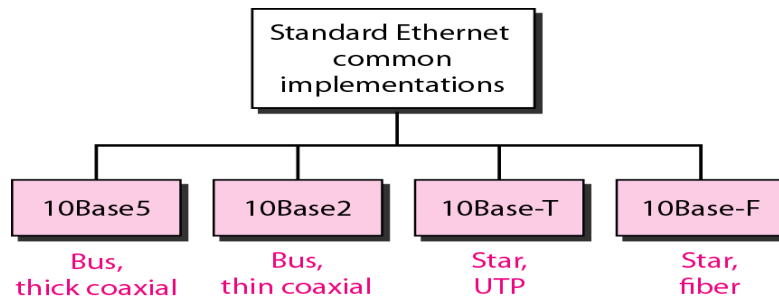 Standard Ethernet
common
implementations
10Base5
10Base2
10Base-T
10Base-F
Bus,
thick coaxial
Bus,
thin coaxial
Star,
UTP
Star,
fiber